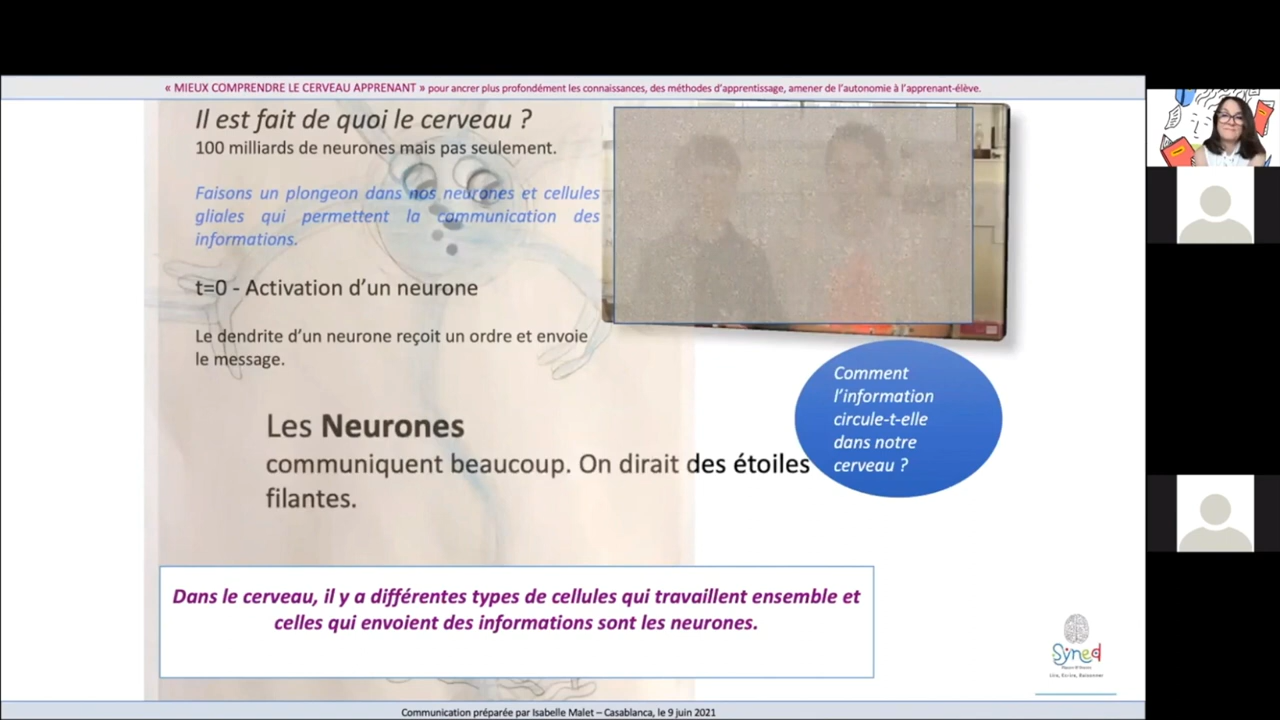 « MIEUX COMPRENDRE LE CERVEAU APPRENANT » pour ancrer plus profondément les connaissances, des méthodes d'apprentissage, amener de l'autonomie à l'apprenant-élève.
Il est fait de quoi le cerveau ?
100 milliards de neurones mais pas seulement.
Faisons un plongeon dans nos neurones et cellules
gliales qui permettent la communication des
informations.
t=0 - Activation d'un neurone
Le dendrite d'un neurone reçoit un ordre et envoie
le message.
Comment
l'information
circule-t-elle
dans notre
cerveau ?
Les Neurones
communiquent beaucoup. On dirait des étoiles
filantes.
Dans le cerveau, il y a différentes types de cellules qui travaillent ensemble et
celles qui envoient des informations sont les neurones.
Syned
Lire, Ecrire, Raisonner
Communication préparée par Isabelle Malet – Casablanca, le 9 juin 2021